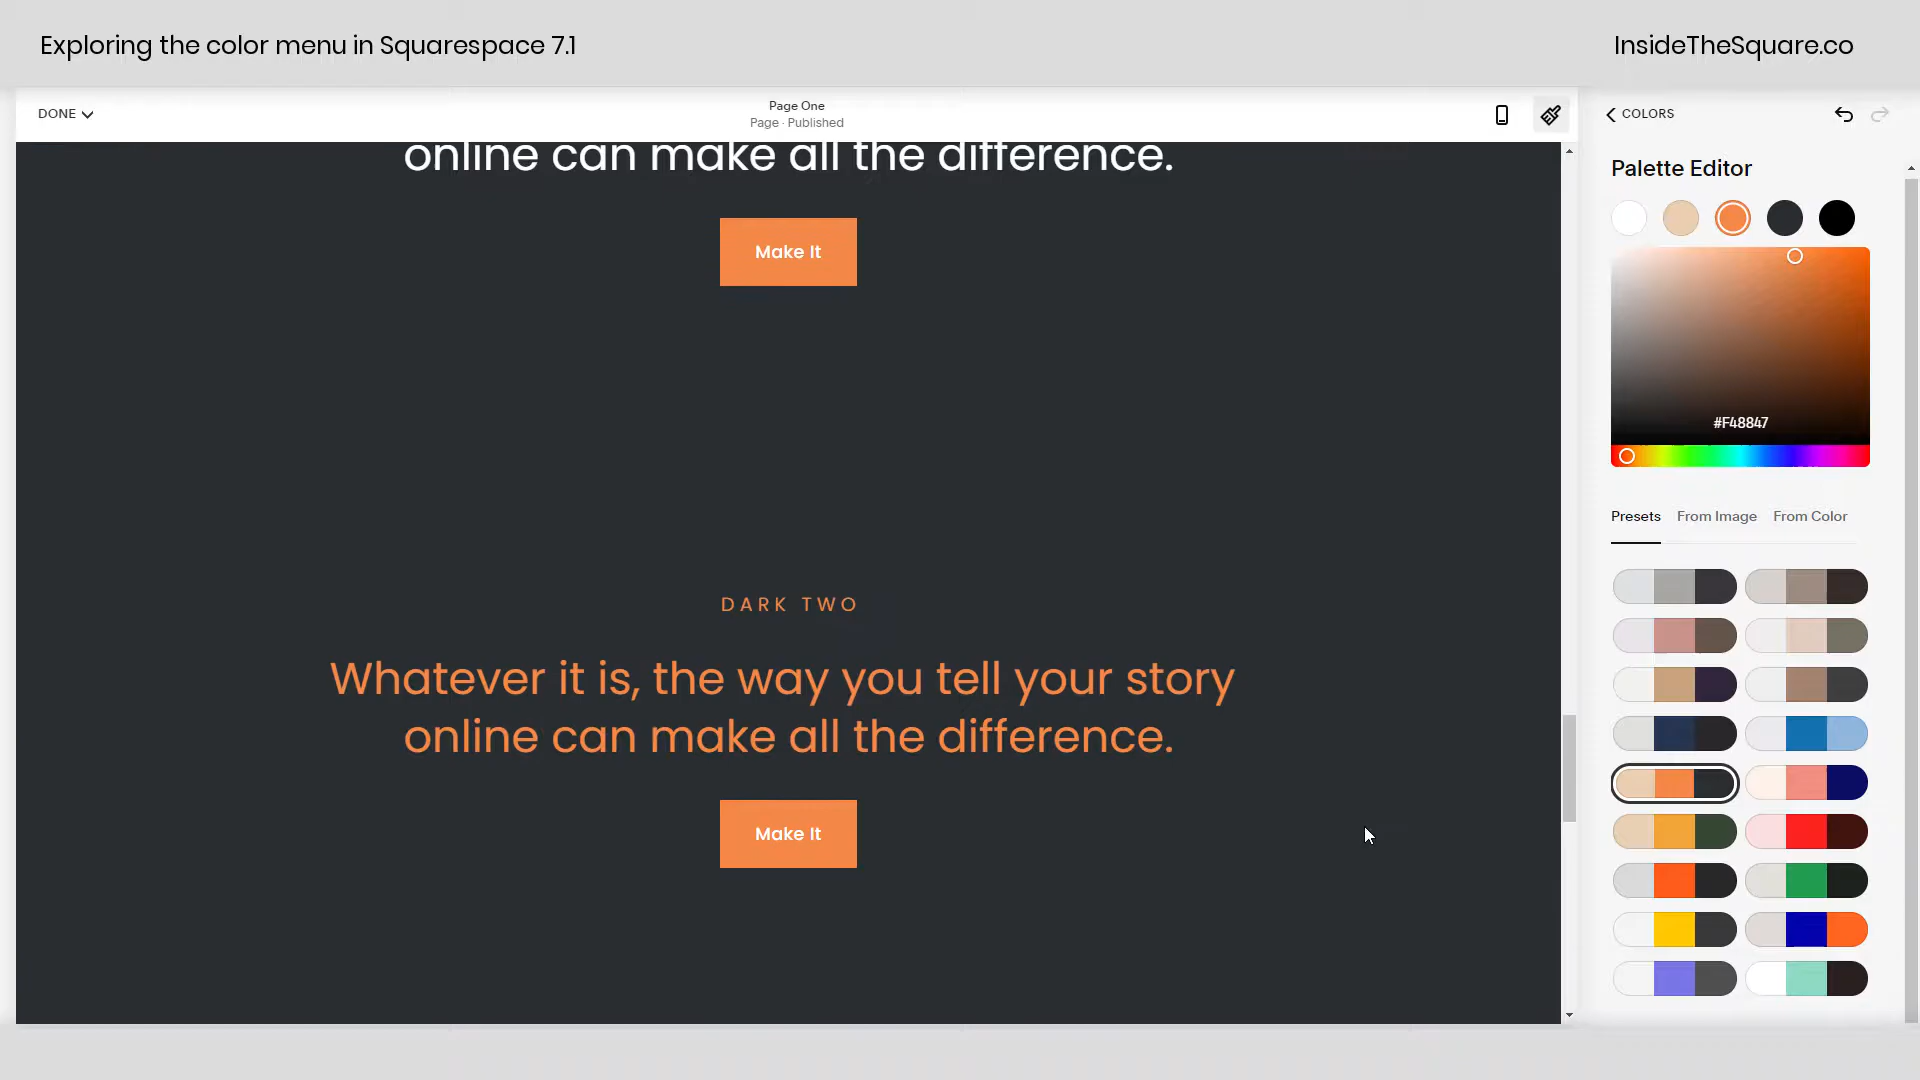 Exploring the color menu in Squarespace 7.1
InsideTheSquare.co
DONE
Page One
Page · Published
COLORS
online can make all the difference.
Make It
DARK TWO
Whatever it is, the way you tell your story
online can make all the difference.
Make It
Palette Editor
#F48847
Presets From Image From Color